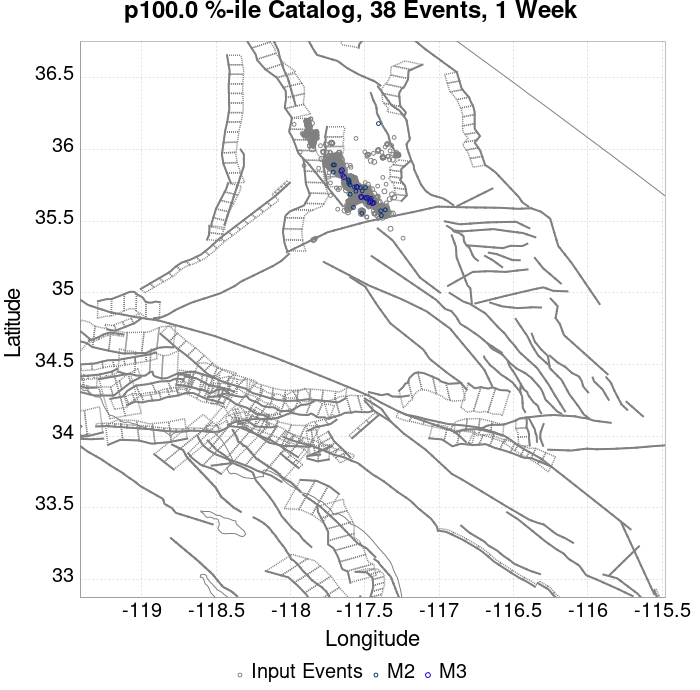 p100.0 %-ile Catalog, 38 Events, 1 Week
36.5
36
35.5
35
34.5
34
33.5
33
Latitude
-119 -118.5 -118 -117.5 -117 -116.5 -116 -115.5
Longitude
Input Events M2 M3